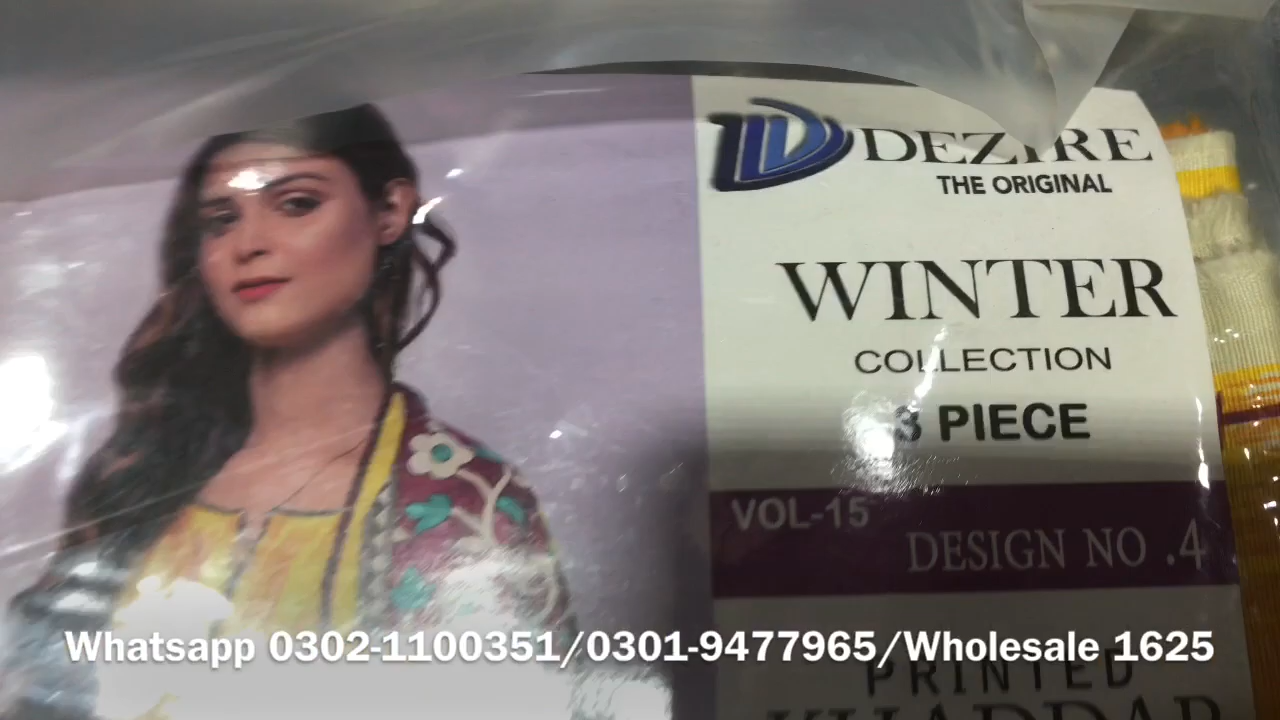 DEZIRE
THE ORIGINAL
WINTER
COLLECTION
3 PIECE
VOL-15
DESIGN NO .4
Whatsapp 0302-1100351/0301-9477965/Wholesale 1625
PRINTED
KHADDAR